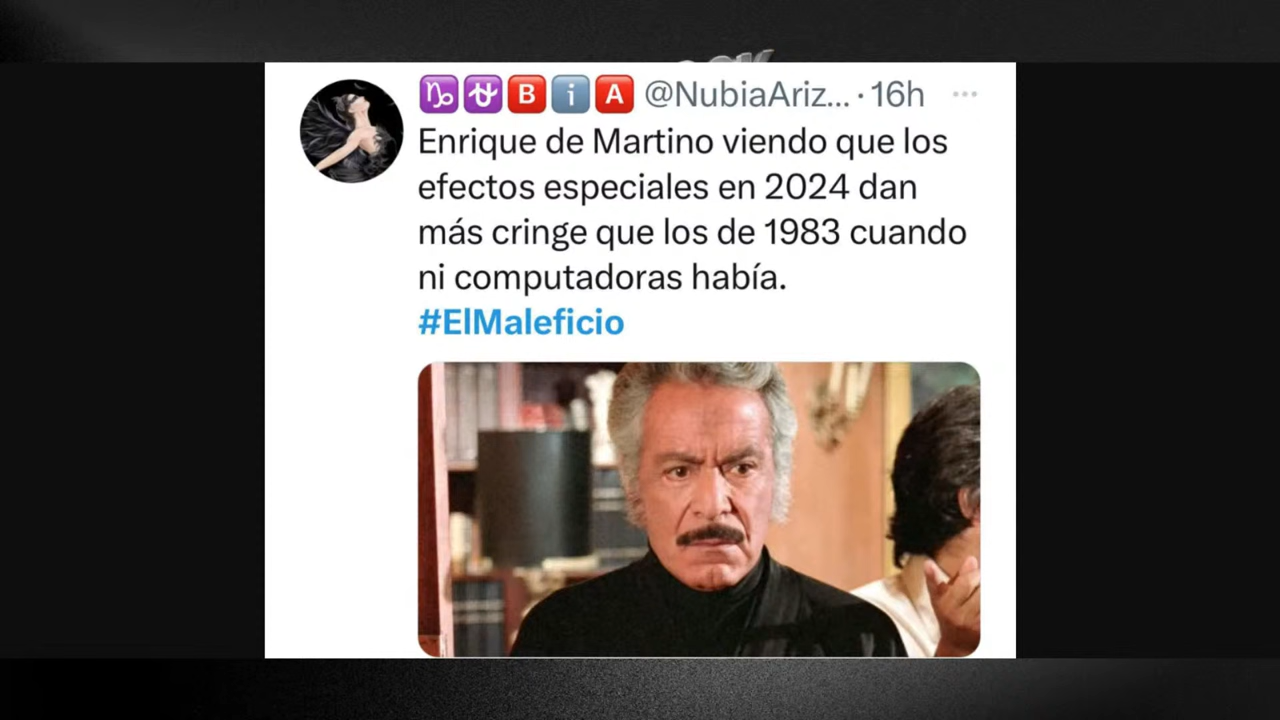 ♑⛎🅱️ℹ️🅰️ @NubiaAriz... · 16h
Enrique de Martino viendo que los
efectos especiales en 2024 dan
más cringe que los de 1983 cuando
ni computadoras había.
#ElMaleficio